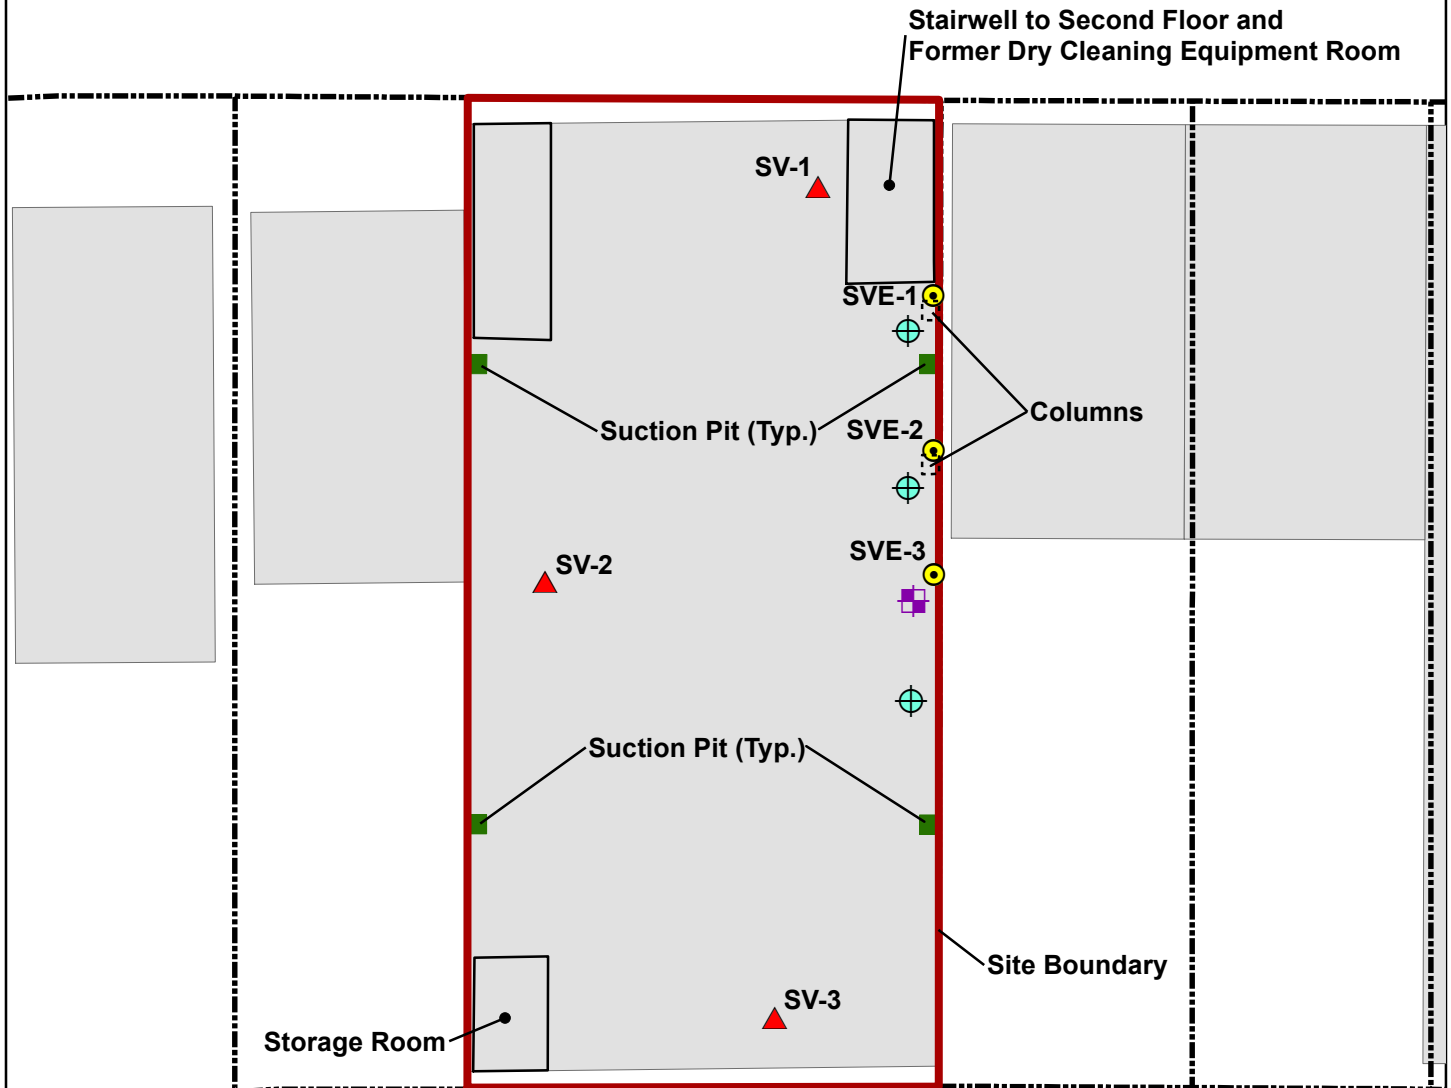 Stairwell to Second Floor and
Former Dry Cleaning Equipment Room
SV-1
SVE-1
Columns
Suction Pit (Typ.)
SVE-2
SVE-3
SV-2
Suction Pit (Typ.)
Site Boundary
SV-3
Storage Room